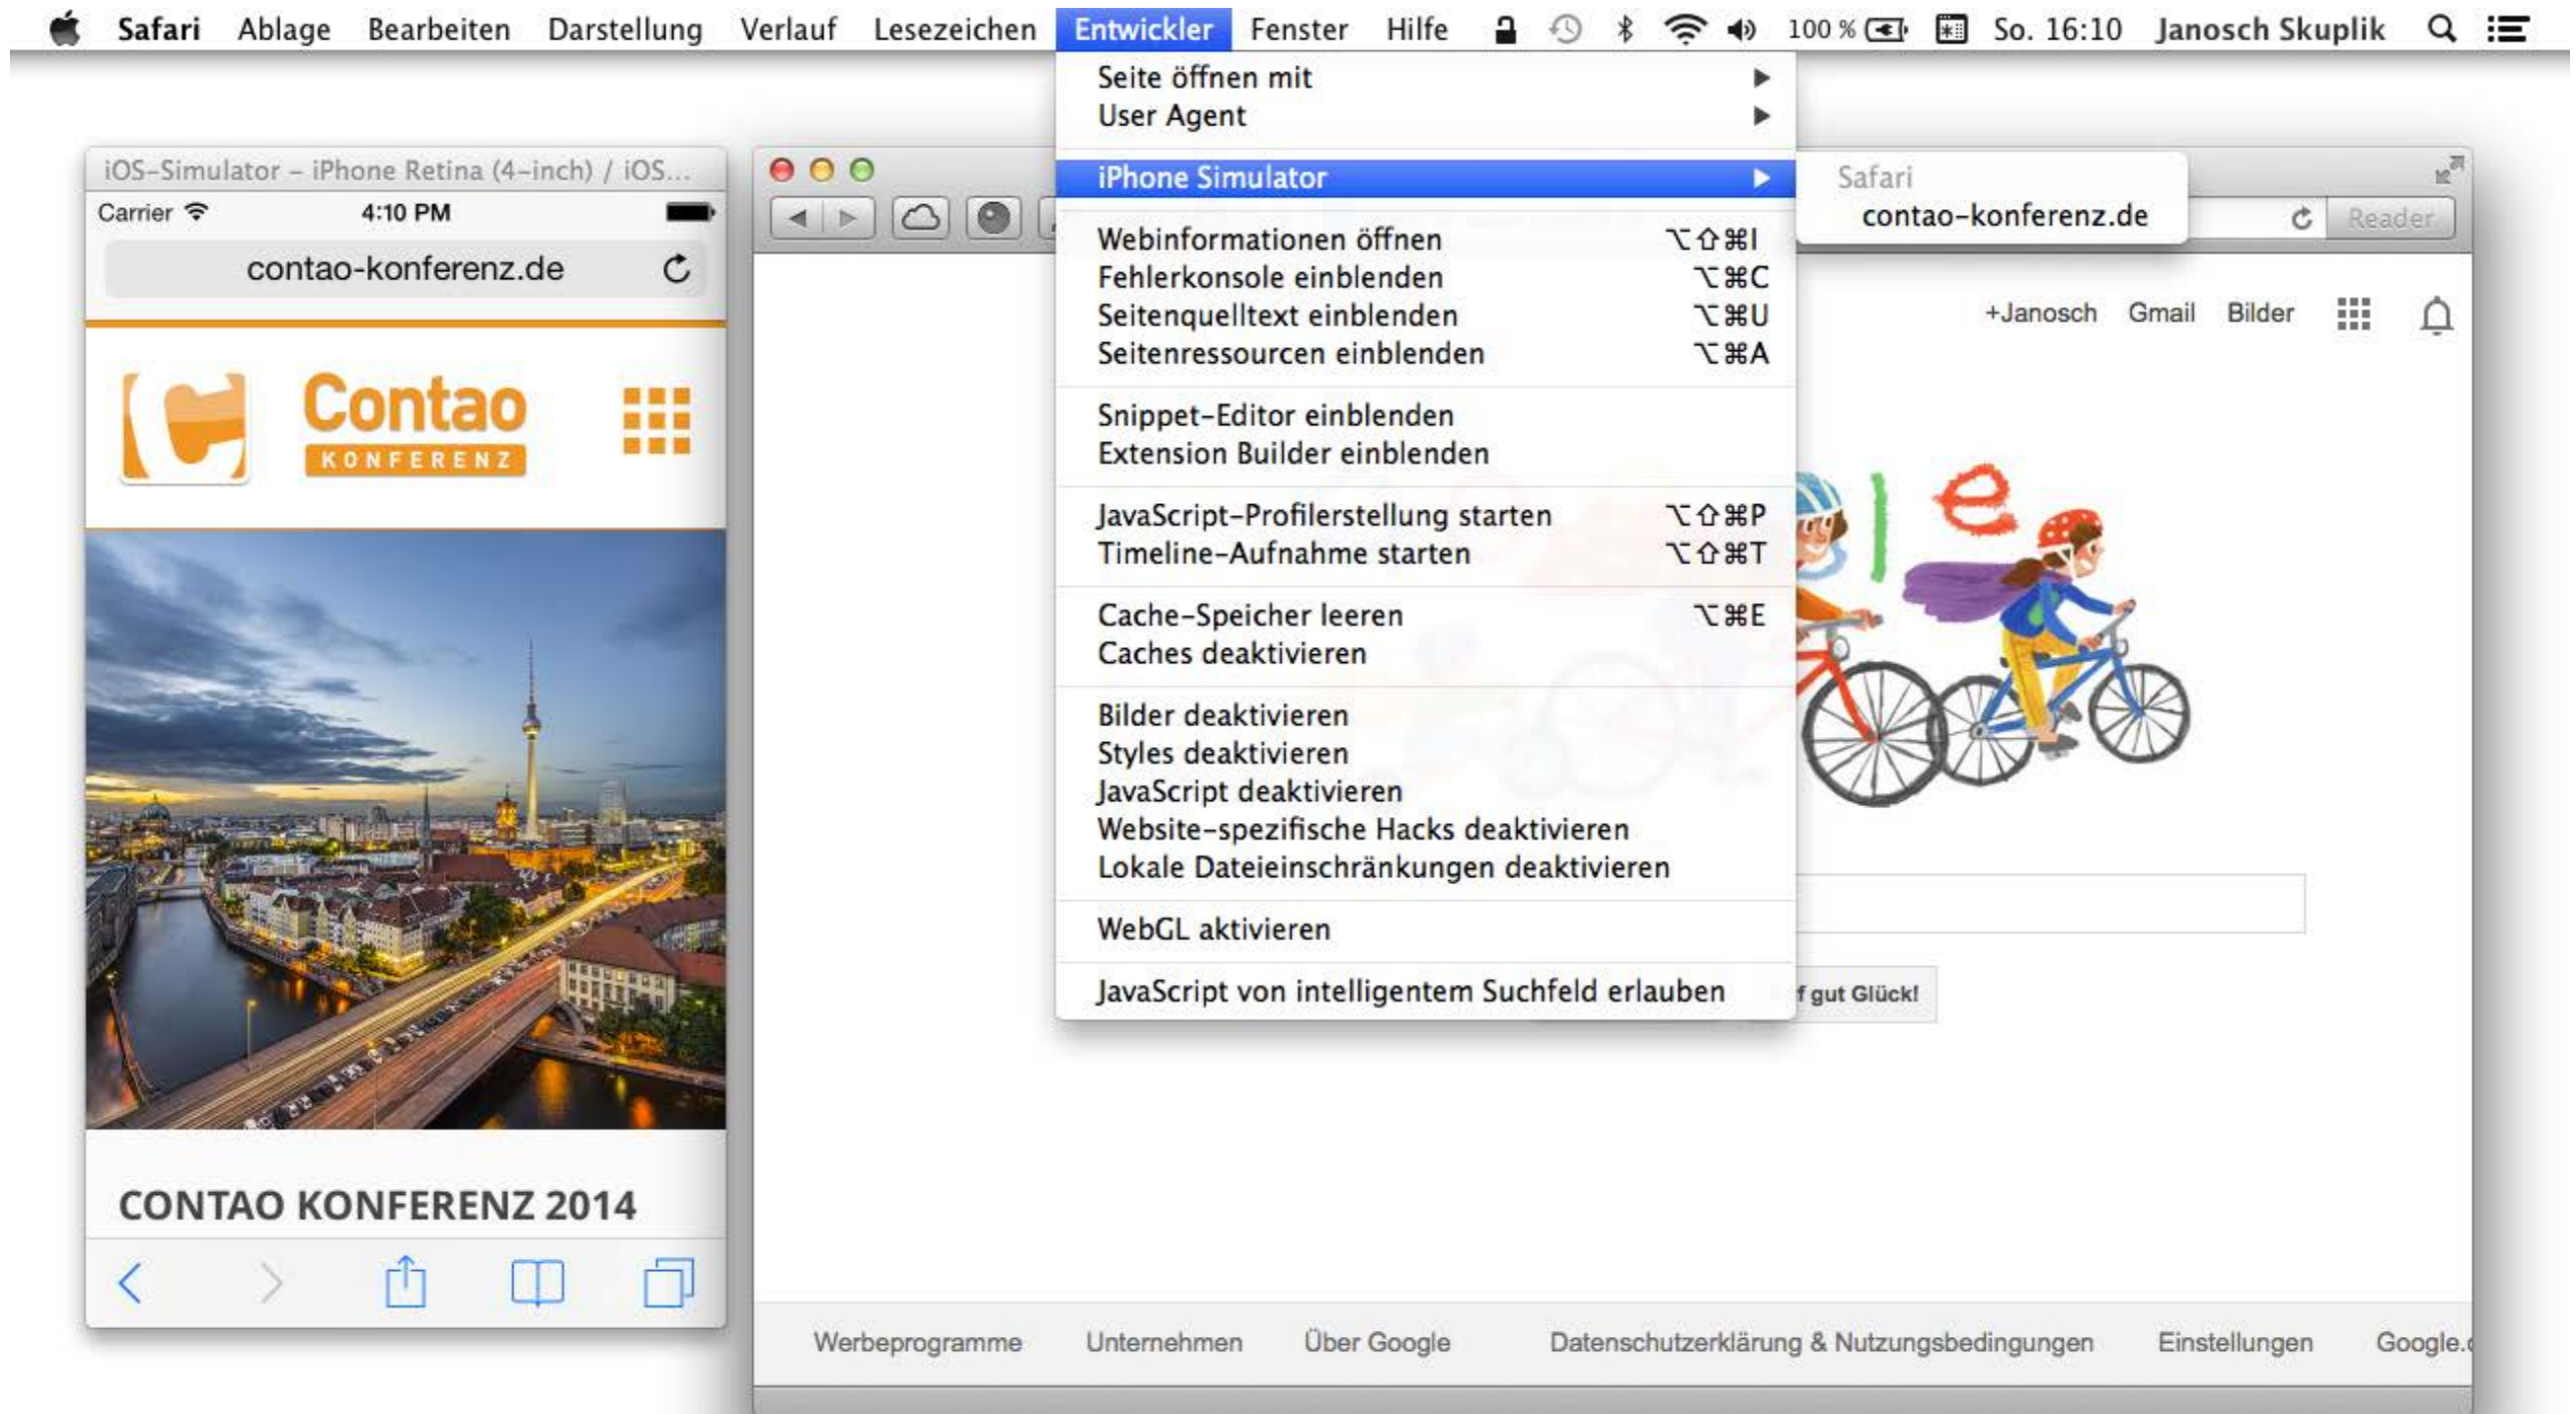 Safari Ablage Bearbeiten Darstellung Verlauf Lesezeichen Entwickler Fenster Hilfe 100 % So. 16:10 Janosch Skuplik
iOS-Simulator – iPhone Retina (4-inch) / iOS...
Carrier 4:10 PM
contao-konferenz.de
Contao
KONFERENZ
CONTAO KONFERENZ 2014
Seite öffnen mit
User Agent
iPhone Simulator
Safari
contao-konferenz.de
Webinformationen öffnen ⌥⇧⌘I
Fehlerkonsole einblenden ⌥⌘C
Seitenquelltext einblenden ⌥⌘U
Seitenressourcen einblenden ⌥⌘A
Snippet-Editor einblenden
Extension Builder einblenden
JavaScript-Profilerstellung starten ⌥⇧⌘P
Timeline-Aufnahme starten ⌥⇧⌘T
Cache-Speicher leeren ⌥⌘E
Caches deaktivieren
Bilder deaktivieren
Styles deaktivieren
JavaScript deaktivieren
Website-spezifische Hacks deaktivieren
Lokale Dateieinschränkungen deaktivieren
WebGL aktivieren
JavaScript von intelligentem Suchfeld erlauben
Reader
+Janosch Gmail Bilder
le
f gut Glück!
Werbeprogramme Unternehmen Über Google Datenschutzerklärung & Nutzungsbedingungen Einstellungen Google.